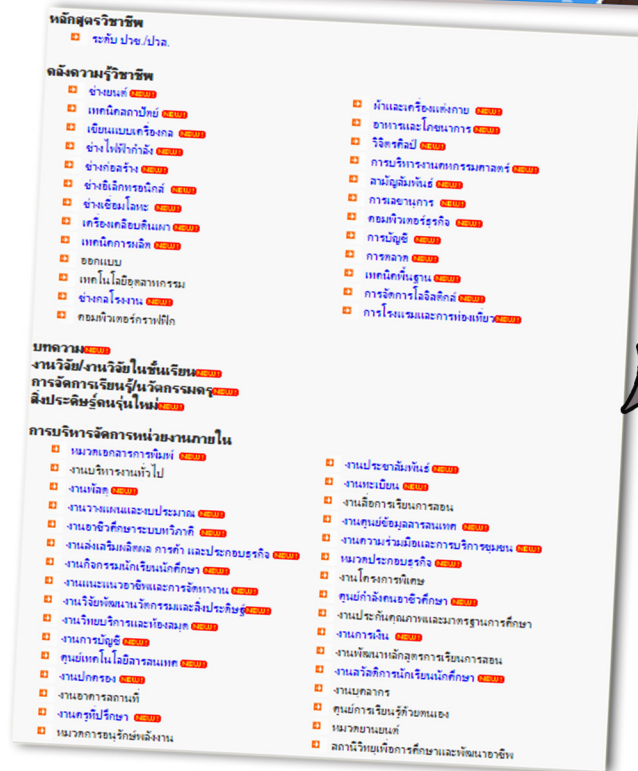 หลักสูตรวิชาชีพ
ระดับ ปวช./ปวส.
คลังความรู้วิชาชีพ
ช่างยนต์ NEW!
เทคนิคสถาปัตย์ NEW!
เขียนแบบเครื่องกล NEW!
ช่างไฟฟ้ากำลัง NEW!
ช่างก่อสร้าง NEW!
ช่างอิเล็กทรอนิกส์ NEW!
ช่างเชื่อมโลหะ NEW!
เครื่องเคลือบดินเผา NEW!
เทคนิคการผลิต NEW!
ออกแบบ
เทคโนโลยีอุตสาหกรรม
ช่างกลโรงงาน NEW!
คอมพิวเตอร์กราฟฟิก
ผ้าและเครื่องแต่งกาย NEW!
อาหารและโภชนาการ NEW!
วิจิตรศิลป์ NEW!
การบริหารงานคหกรรมศาสตร์ NEW!
สามัญสัมพันธ์ NEW!
การเลขานุการ NEW!
คอมพิวเตอร์ธุรกิจ NEW!
การบัญชี NEW!
การตลาด NEW!
เทคนิคพื้นฐาน NEW!
การจัดการโลจิสติกส์ NEW!
การโรงแรมและการท่องเที่ยว NEW!
บทความ NEW!
งานวิจัย/งานวิจัยในชั้นเรียน NEW!
การจัดการเรียนรู้/นวัตกรรมครู NEW!
สิ่งประดิษฐ์คนรุ่นใหม่ NEW!
การบริหารจัดการหน่วยงานภายใน
หมวดเอกสารการพิมพ์ NEW!
งานบริหารงานทั่วไป
งานพัสดุ NEW!
งานวางแผนและงบประมาณ NEW!
งานอาชีวศึกษาระบบทวิภาคี NEW!
งานส่งเสริมผลิตผล การค้า และประกอบธุรกิจ NEW!
งานกิจกรรมนักเรียนนักศึกษา NEW!
งานแนะแนวอาชีพและการจัดหางาน NEW!
งานวิจัยพัฒนานวัตกรรมและสิ่งประดิษฐ์ NEW!
งานวิทยบริการและห้องสมุด NEW!
งานการบัญชี NEW!
ศูนย์เทคโนโลยีสารสนเทศ NEW!
งานปกครอง NEW!
งานอาคารสถานที่
งานครูที่ปรึกษา NEW!
หมวดการอนุรักษ์พลังงาน
งานประชาสัมพันธ์ NEW!
งานทะเบียน NEW!
งานสื่อการเรียนการสอน
งานศูนย์ข้อมูลสารสนเทศ NEW!
งานความร่วมมือและการบริการชุมชน NEW!
หมวดประกอบธุรกิจ NEW!
งานโครงการพิเศษ
ศูนย์กำลังคนอาชีวศึกษา NEW!
งานประกันคุณภาพและมาตรฐานการศึกษา
งานการเงิน NEW!
งานพัฒนาหลักสูตรการเรียนการสอน
งานสวัสดิการนักเรียนนักศึกษา NEW!
งานบุคลากร
ศูนย์การเรียนรู้ด้วยตนเอง
หมวดยานยนต์
สถานีวิทยุเพื่อการศึกษาและพัฒนาอาชีพ